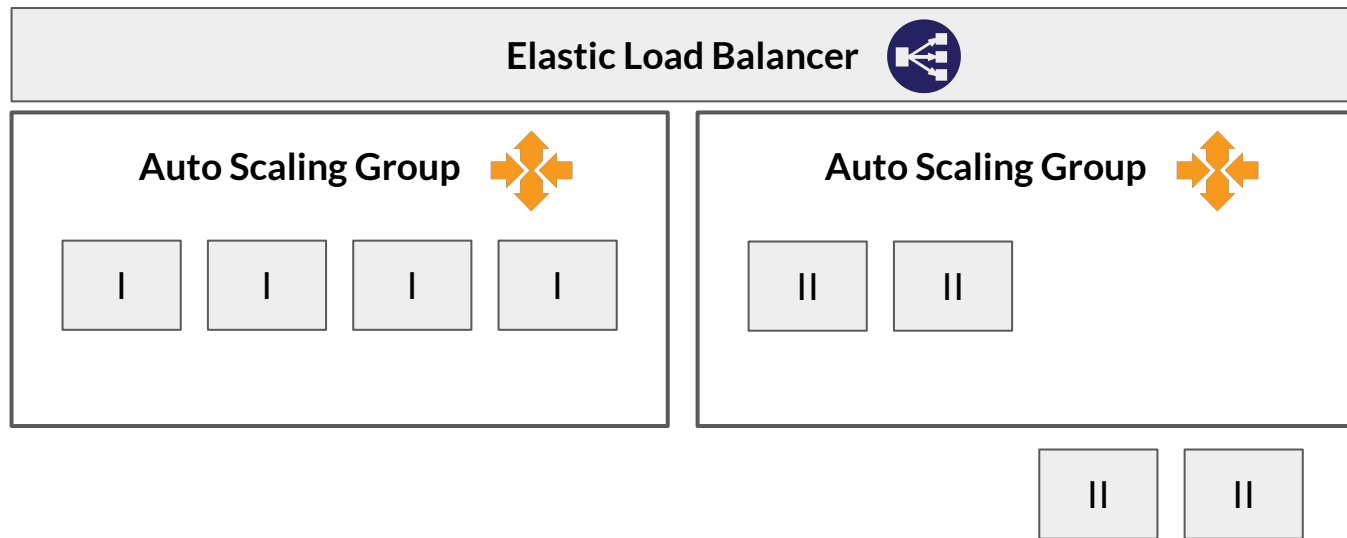 Elastic Load Balancer
Auto Scaling Group
Auto Scaling Group
I I I I
II II
II II